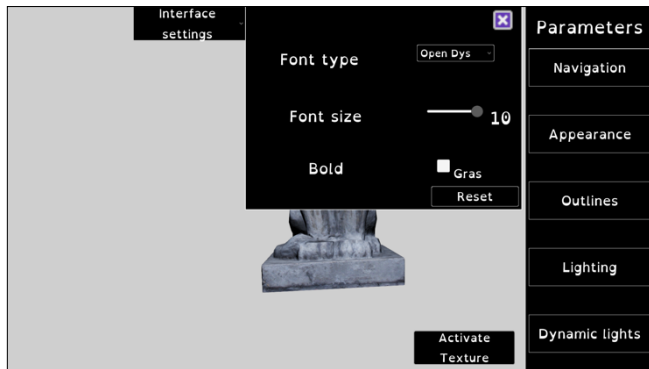 Interface
settings
Font type
Open Dys
Font size
10
Bold
Gras
Reset
Parameters
Navigation
Appearance
Outlines
Lighting
Dynamic lights
Activate
Texture